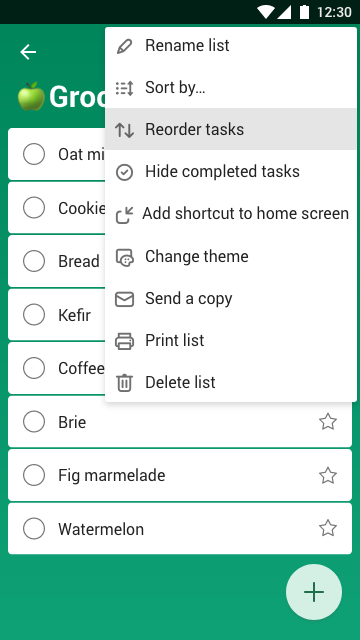 12:30
Rename list
Sort by...
Groc
Reorder tasks
Oat mi
Hide completed tasks
Cookie
Add shortcut to home screen
Bread
Change theme
Send a copy
Kefir
Print list
Coffee
Delete list
Brie
Fig marmelade
Watermelon